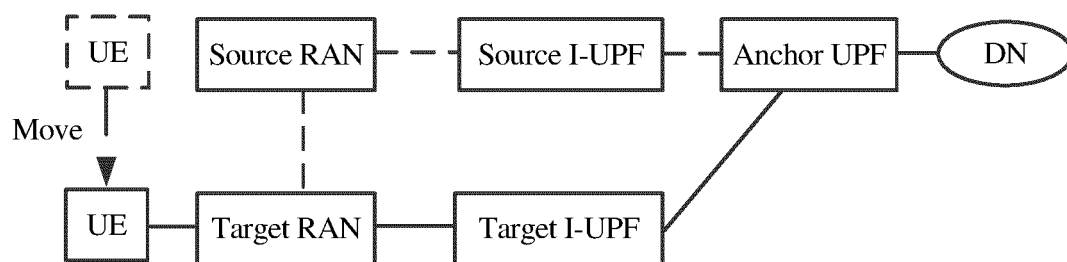 UE
Source RAN
Source I-UPF
Anchor UPF
DN
Move
UE
Target RAN
Target I-UPF